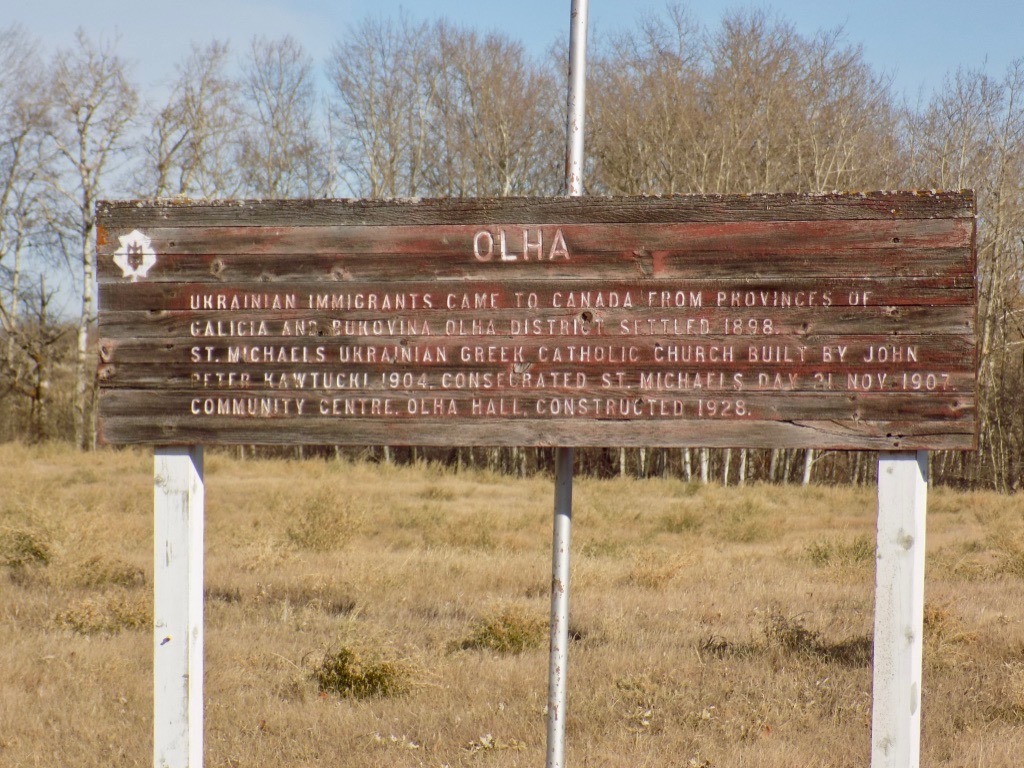 OLHA
UKRAINIAN IMMIGRANTS CAME TO CANADA FROM PROVINCES OF
GALICIA AND BUKOVINA. OLHA DISTRICT SETTLED 1898.
ST. MICHAELS UKRAINIAN GREEK CATHOLIC CHURCH BUILT BY JOHN
PETER KAWTUCKI 1904. CONSECRATED ST. MICHAELS DAY 21 NOV. 1907.
COMMUNITY CENTRE, OLHA HALL, CONSTRUCTED 1928.